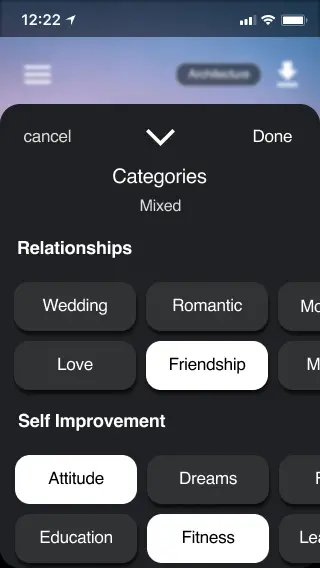 12:22
Architecture
cancel
Done
Categories
Mixed
Relationships
Wedding Romantic Mo
Love Friendship M
Self Improvement
Attitude Dreams F
Education Fitness Lea